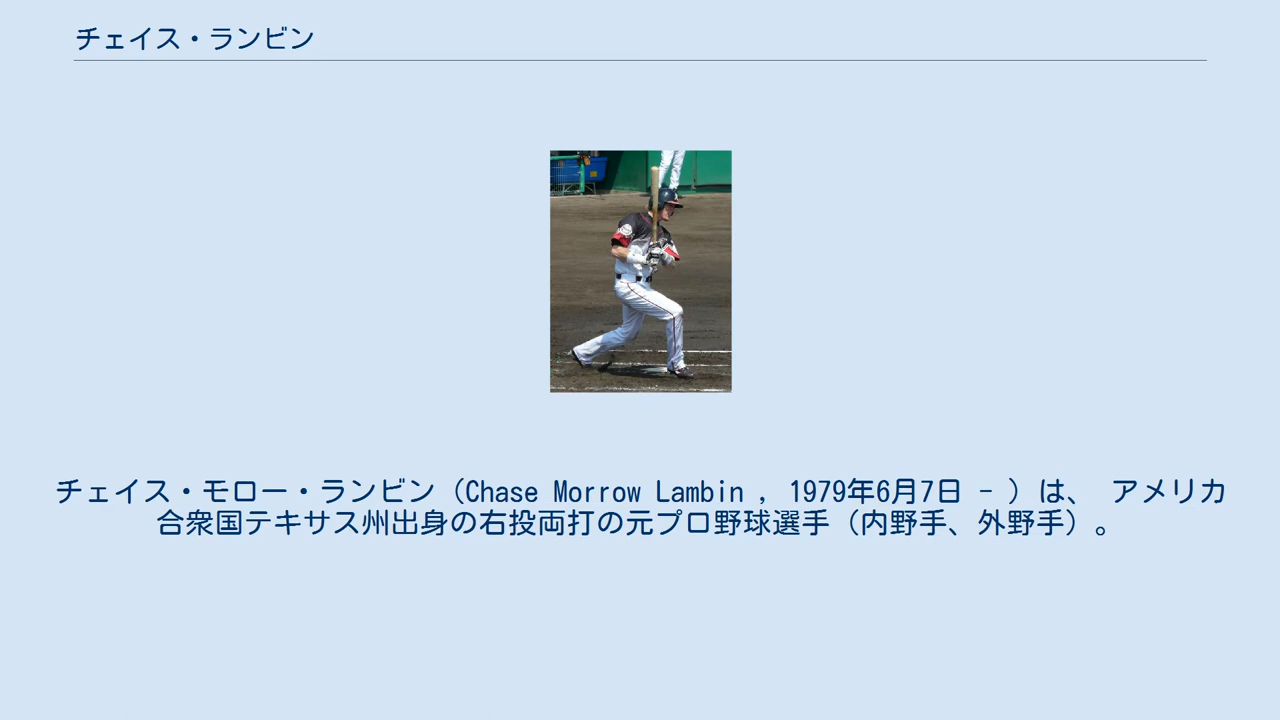 チェイス・ランビン
チェイス・モロー・ランビン（Chase Morrow Lambin , 1979年6月7日 - ）は、 アメリカ
合衆国テキサス州出身の右投両打の元プロ野球選手（内野手、外野手）。